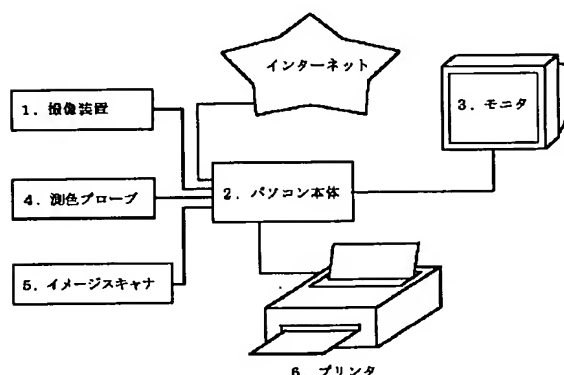 インターネット
1．撮像装置
3．モニタ
4．測色プローブ
2．パソコン本体
5．イメージスキャナ
6．プリンタ